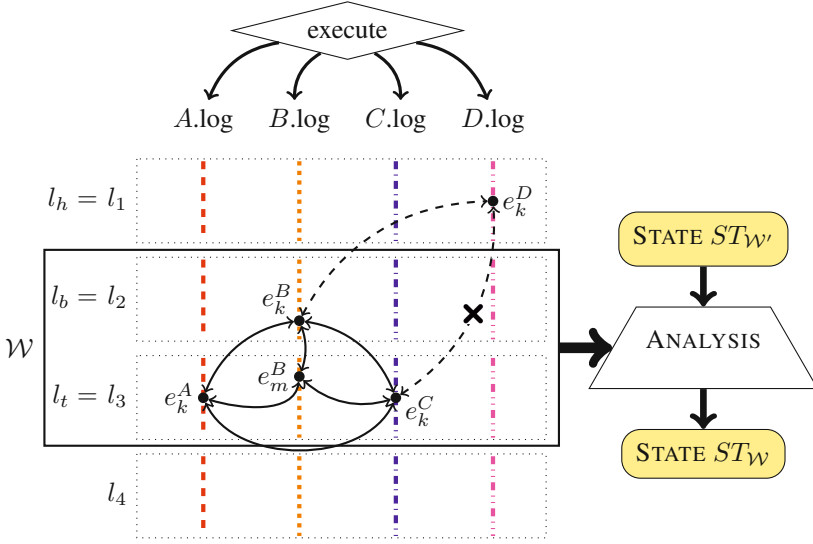 execute
A.log B.log C.log D.log
l_h = l_1
e_k^D
STATE ST_{W'}
l_b = l_2
e_k^B
W
ANALYSIS
e_m^B
l_t = l_3
e_k^A
e_k^C
STATE ST_W
l_4